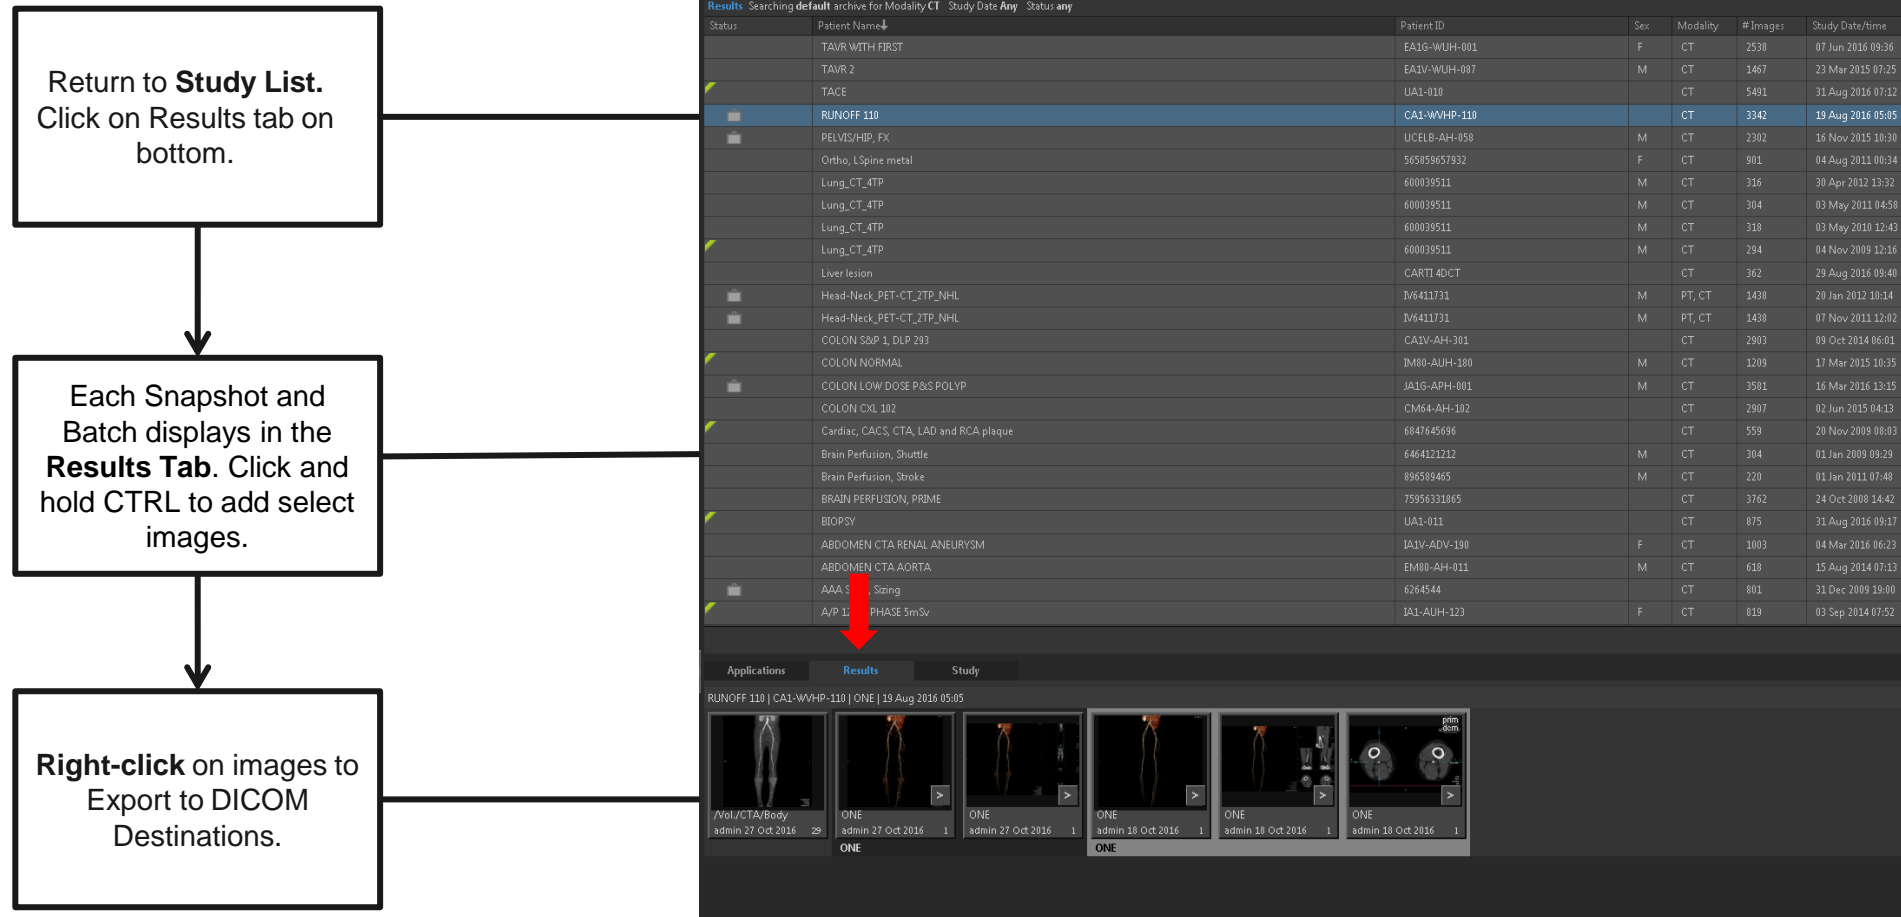 Return to Study List.
Click on Results tab on
bottom.
Each Snapshot and
Batch displays in the
Results Tab. Click and
hold CTRL to add select
images.
Right-click on images to
Export to DICOM
Destinations.
Results Searching default archive for Modality CT Study Date Any Status any
Status Patient Name Patient ID Sex Modality # Images Study Date/time
TAVR WITH FIRST EA1G-WUH-001 F CT 2538 07 Jun 2016 09:36
TAVR 2 EA1V-WUH-087 M CT 1467 23 Mar 2015 07:25
TACE UA1-010 CT 5491 31 Aug 2016 07:12
RUNOFF 110 CA1-WVHP-110 CT 3342 19 Aug 2016 05:05
PELVIS/HIP, FX UCELB-AH-058 M CT 2302 16 Nov 2015 10:30
Ortho, LSpine metal 565859657932 F CT 901 04 Aug 2011 00:34
Lung_CT_4TP 600039511 M CT 316 30 Apr 2012 13:32
Lung_CT_4TP 600039511 M CT 304 03 May 2011 04:58
Lung_CT_4TP 600039511 M CT 318 03 May 2010 12:43
Lung_CT_4TP 600039511 M CT 294 04 Nov 2009 12:16
Liver lesion CARTI 4DCT CT 362 29 Aug 2016 09:40
Head-Neck_PET-CT_2TP_NHL IV6411731 M PT, CT 1438 20 Jan 2012 10:14
Head-Neck_PET-CT_2TP_NHL IV6411731 M PT, CT 1438 07 Nov 2011 12:02
COLON S&P 1, DLP 293 CA1V-AH-301 CT 2903 09 Oct 2014 06:01
COLON NORMAL IM80-AUH-180 M CT 1209 17 Mar 2015 10:35
COLON LOW DOSE P&S POLYP JA1G-APH-001 M CT 3581 16 Mar 2016 13:15
COLON CXL 102 CM64-AH-102 CT 2907 02 Jun 2015 04:13
Cardiac, CACS, CTA, LAD and RCA plaque 6847645696 CT 559 20 Nov 2009 08:03
Brain Perfusion, Shuttle 6464121212 M CT 304 01 Jan 2009 09:29
Brain Perfusion, Stroke 896589465 M CT 220 01 Jan 2011 07:48
BRAIN PERFUSION, PRIME 75956331865 CT 3762 24 Oct 2008 14:42
BIOPSY UA1-011 CT 875 31 Aug 2016 09:17
ABDOMEN CTA RENAL ANEURYSM IA1V-ADV-190 F CT 1003 04 Mar 2016 06:23
ABDOMEN CTA AORTA EM80-AH-011 M CT 618 15 Aug 2014 07:13
AAA Sizing 6264544 CT 801 31 Dec 2009 19:00
A/P PHASE 5mSv IA1-AUH-123 F CT 819 03 Sep 2014 07:52
Applications Results Study
RUNOFF 110 | CA1-WVHP-110 | ONE | 19 Aug 2016 05:05
prim
dcm
> > > > >
/Vol./CTA/Body ONE ONE ONE ONE ONE
admin 27 Oct 2016 29 admin 27 Oct 2016 1 admin 27 Oct 2016 1 admin 18 Oct 2016 1 admin 18 Oct 2016 1 admin 18 Oct 2016 1
ONE ONE